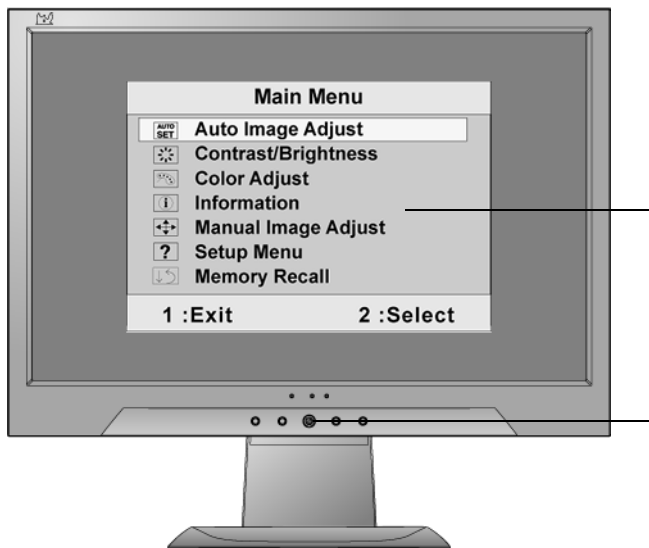 Main Menu
AUTO SET Auto Image Adjust
Contrast/Brightness
Color Adjust
Information
Manual Image Adjust
? Setup Menu
Memory Recall
1 :Exit 2 :Select